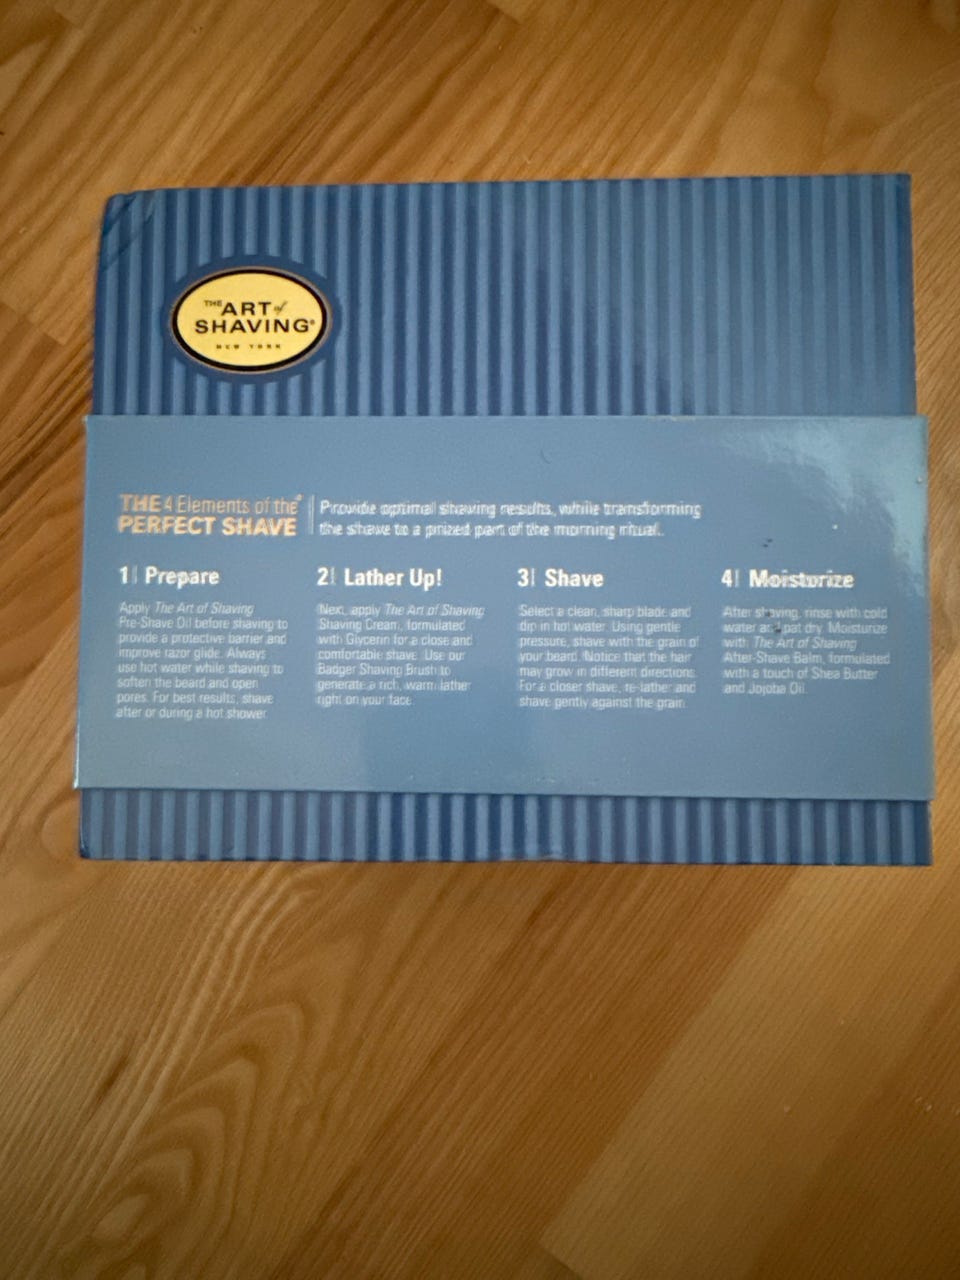 THE ART of
SHAVING®
NEW YORK
THE 4 Elements of the®
PERFECT SHAVE
Provide optimal shaving results, while transforming
the shave to a prized part of the morning ritual.
1| Prepare
Apply The Art of Shaving
Pre-Shave Oil before shaving to
provide a protective barrier and
improve razor glide. Always
use hot water while shaving to
soften the beard and open
pores. For best results, shave
after or during a hot shower.
2| Lather Up!
Next, apply The Art of Shaving
Shaving Cream, formulated
with Glycerin for a close and
comfortable shave. Use our
Badger Shaving Brush to
generate a rich, warm lather
right on your face.
3| Shave
Select a clean, sharp blade and
dip in hot water. Using gentle
pressure, shave with the grain of
your beard. Notice that the hair
may grow in different directions.
For a closer shave, re-lather and
shave gently against the grain.
4| Moisturize
After shaving, rinse with cold
water and pat dry. Moisturize
with The Art of Shaving
After-Shave Balm, formulated
with a touch of Shea Butter
and Jojoba Oil.